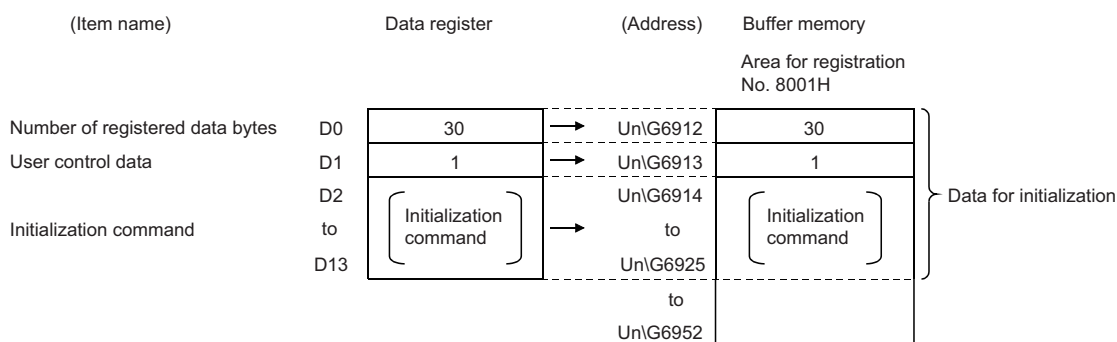 (Item name) Data register (Address) Buffer memory
Area for registration
No. 8001H
Number of registered data bytes D0 30 Un\G6912 30
User control data D1 1 Un\G6913 1
D2 Un\G6914
Initialization command to Initialization command to Initialization command Data for initialization
D13 Un\G6925
to
Un\G6952